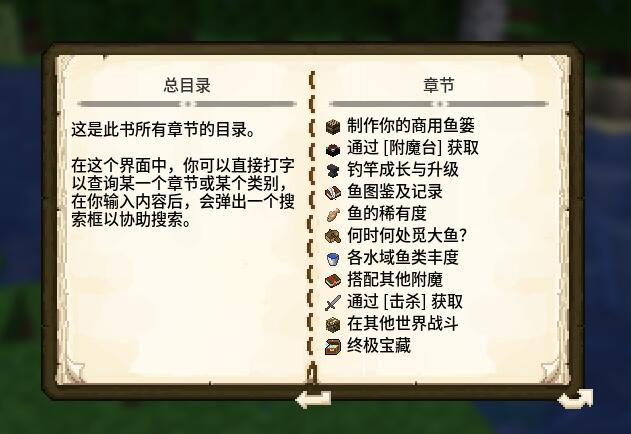 总目录
这是此书所有章节的目录。
在这个界面中，你可以直接打字
以查询某一个章节或某个类别，
在你输入内容后，会弹出一个搜
索框以协助搜索。
章节
制作你的商用鱼篓
通过 [附魔台] 获取
钓竿成长与升级
鱼图鉴及记录
鱼的稀有度
何时何处觅大鱼？
各水域鱼类丰度
搭配其他附魔
通过 [击杀] 获取
在其他世界战斗
终极宝藏